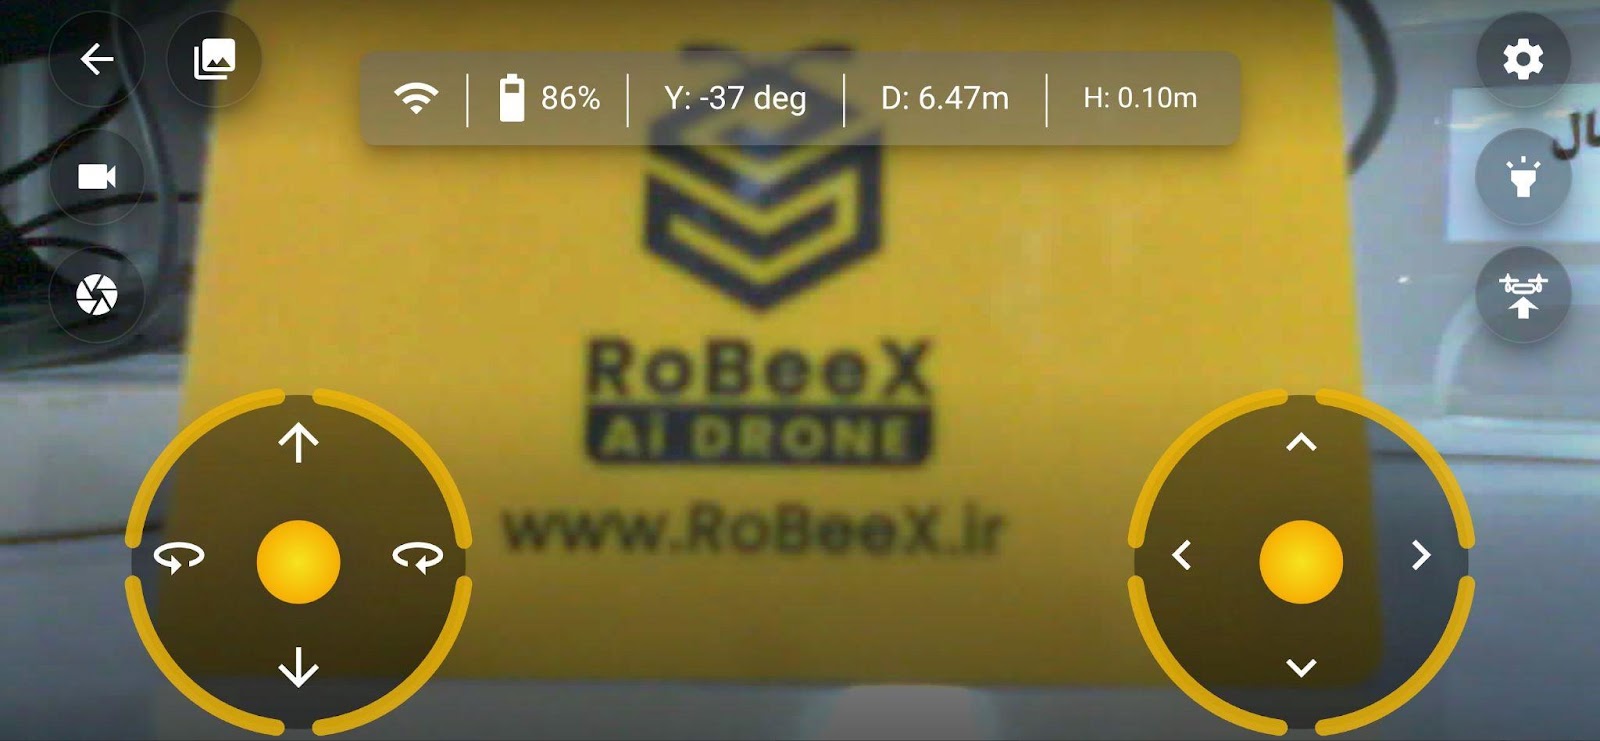 86%
Y: -37 deg
D: 6.47m
H: 0.10m
RoBeeX
Ai DRONE
www.RoBeeX.ir